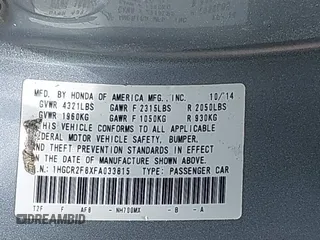 MFD. BY HONDA OF AMERICA MFG., INC. 10/14
GVWR 4321LBS GAWR F 2315LBS R 2050LBS
GVWR 1960KG GAWR F 1050KG R 930KG
THIS VEHICLE CONFORMS TO ALL APPLICABLE
FEDERAL MOTOR VEHICLE SAFETY, BUMPER,
AND THEFT PREVENTION STANDARDS IN
EFFECT ON THE DATE OF
MANUFACTURE SHOWN ABOVE.
V.I.N.: 1HGCR2F8XFA033815 TYPE: PASSENGER CAR
T2F F AF8 - NH700MX - B - A
DREAMBID